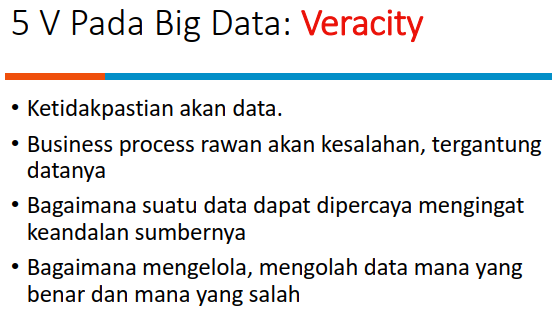 5 V Pada Big Data: Veracity
• Ketidakpastian akan data.
• Business process rawan akan kesalahan, tergantung
datanya
• Bagaimana suatu data dapat dipercaya mengingat
keandalan sumbernya
• Bagaimana mengelola, mengolah data mana yang
benar dan mana yang salah